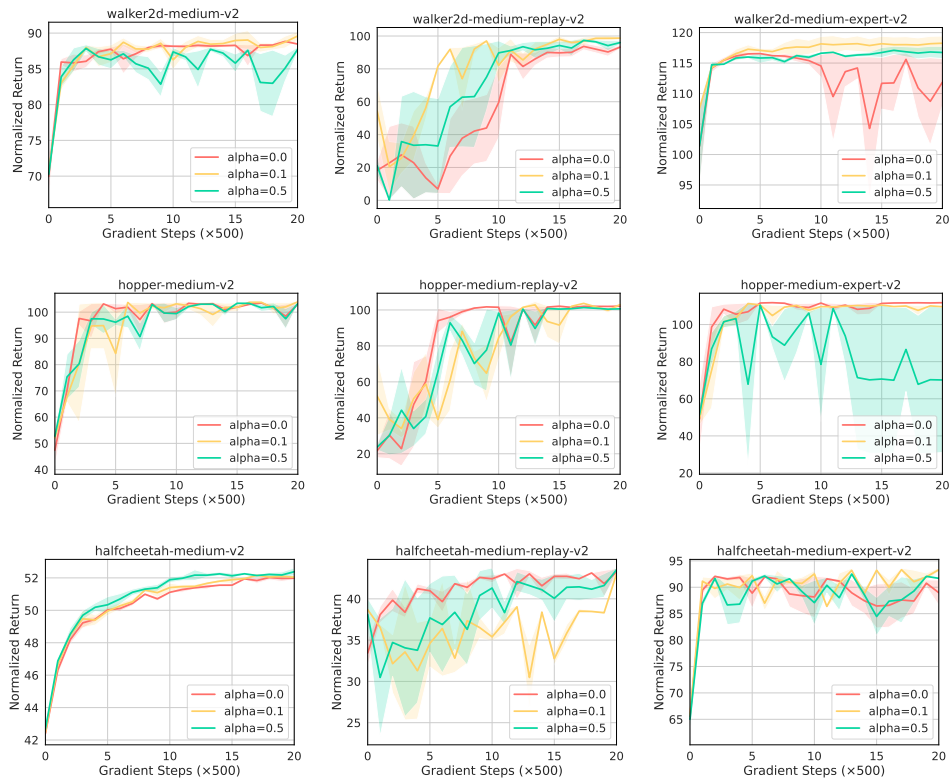 walker2d-medium-v2
Normalized Return
90
85
80
75
70
0
5
10
15
20
Gradient Steps (×500)
alpha=0.0
alpha=0.1
alpha=0.5
walker2d-medium-replay-v2
Normalized Return
100
80
60
40
20
0
0
5
10
15
20
Gradient Steps (×500)
alpha=0.0
alpha=0.1
alpha=0.5
walker2d-medium-expert-v2
Normalized Return
120
115
110
105
100
95
0
5
10
15
20
Gradient Steps (×500)
alpha=0.0
alpha=0.1
alpha=0.5
hopper-medium-v2
Normalized Return
100
90
80
70
60
50
40
0
5
10
15
20
Gradient Steps (×500)
alpha=0.0
alpha=0.1
alpha=0.5
hopper-medium-replay-v2
Normalized Return
100
80
60
40
20
0
5
10
15
20
Gradient Steps (×500)
alpha=0.0
alpha=0.1
alpha=0.5
hopper-medium-expert-v2
Normalized Return
100
80
60
40
20
0
5
10
15
20
Gradient Steps (×500)
alpha=0.0
alpha=0.1
alpha=0.5
halfcheetah-medium-v2
Normalized Return
52
50
48
46
44
42
0
5
10
15
20
Gradient Steps (×500)
alpha=0.0
alpha=0.1
alpha=0.5
halfcheetah-medium-replay-v2
Normalized Return
40
35
30
25
0
5
10
15
20
Gradient Steps (×500)
alpha=0.0
alpha=0.1
alpha=0.5
halfcheetah-medium-expert-v2
Normalized Return
95
90
85
80
75
70
65
60
0
5
10
15
20
Gradient Steps (×500)
alpha=0.0
alpha=0.1
alpha=0.5